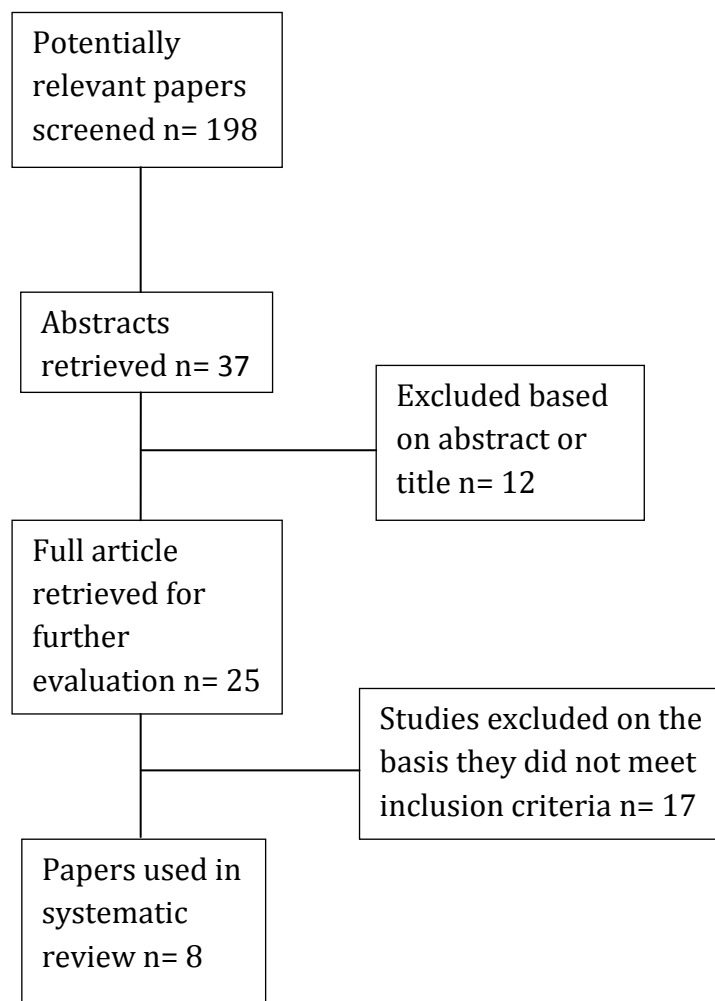 Potentially
relevant papers
screened n= 198
Abstracts
retrieved n= 37
Excluded based
on abstract or
title n= 12
Full article
retrieved for
further
evaluation n= 25
Studies excluded on the
basis they did not meet
inclusion criteria n= 17
Papers used in
systematic
review n= 8